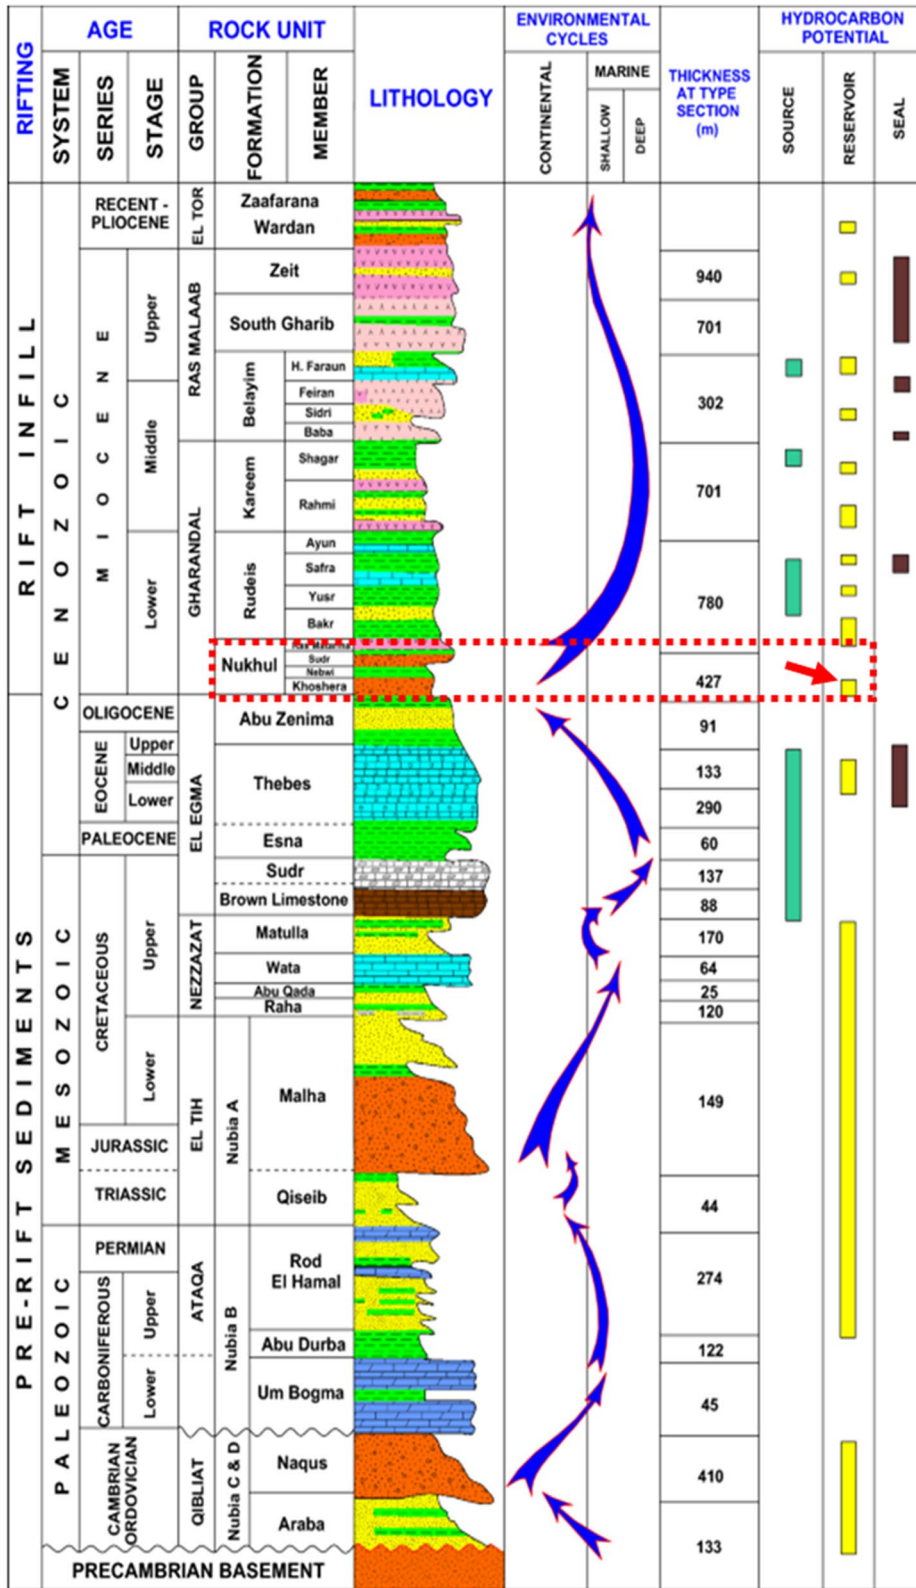 RIFTING
AGE
SYSTEM
SERIES
STAGE
ROCK UNIT
GROUP
FORMATION
MEMBER
LITHOLOGY
ENVIRONMENTAL
CYCLES
CONTINENTAL
MARINE
SHALLOW
DEEP
THICKNESS
AT TYPE
SECTION
(m)
HYDROCARBON
POTENTIAL
SOURCE
RESERVOIR
SEAL
RIFT INFILL
PRE-RIFT SEDIMENTS
CENOZOIC
MESOZOIC
PALEOZOIC
RECENT -
PLIOCENE
MIOCENE
Upper
Middle
Lower
OLIGOCENE
EOCENE
Upper
Middle
Lower
PALEOCENE
CRETACEOUS
Upper
Lower
JURASSIC
TRIASSIC
PERMIAN
CARBONIFEROUS
Upper
Lower
CAMBRIAN
ORDOVICIAN
PRECAMBRIAN BASEMENT
EL TOR
RAS MALAAB
GHARANDAL
EL EGMA
NEZZAZAT
EL TIH
ATAQA
QIBLIAT
Zaafarana
Wardan
Zeit
South Gharib
Belayim
H. Faraun
Feiran
Sidri
Baba
Kareem
Shagar
Rahmi
Rudeis
Ayun
Safra
Yusr
Bakr
Nukhul
Ras Matarma
Sudr
Nebwi
Khoshera
Abu Zenima
Thebes
Esna
Sudr
Brown Limestone
Matulla
Wata
Abu Qada
Raha
Nubia A
Malha
Qiseib
Nubia B
Rod
El Hamal
Abu Durba
Um Bogma
Nubia C & D
Naqus
Araba
940
701
302
701
780
427
91
133
290
60
137
88
170
64
25
120
149
44
274
122
45
410
133